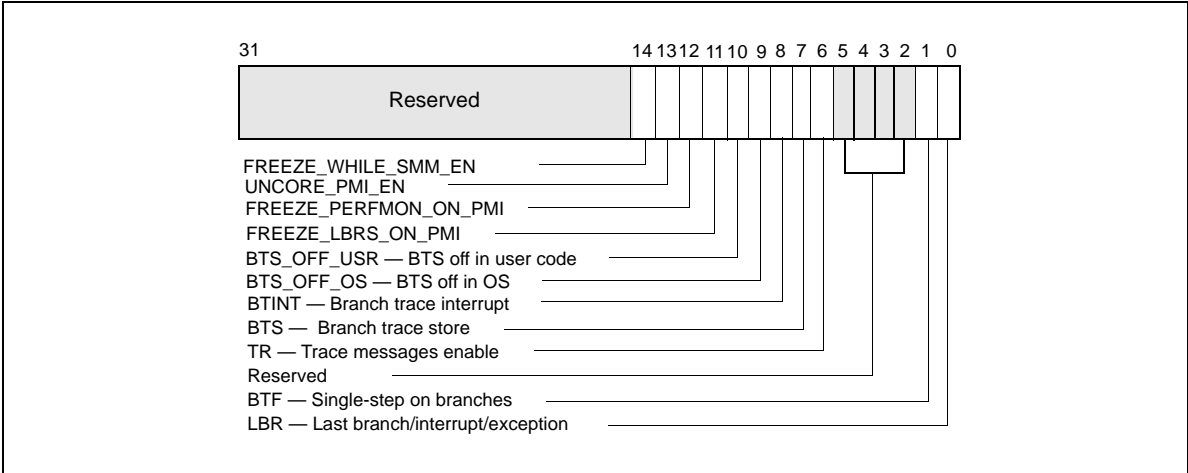 31 14 13 12 11 10 9 8 7 6 5 4 3 2 1 0
Reserved
FREEZE_WHILE_SMM_EN
UNCORE_PMI_EN
FREEZE_PERFMON_ON_PMI
FREEZE_LBRS_ON_PMI
BTS_OFF_USR — BTS off in user code
BTS_OFF_OS — BTS off in OS
BTINT — Branch trace interrupt
BTS — Branch trace store
TR — Trace messages enable
Reserved
BTF — Single-step on branches
LBR — Last branch/interrupt/exception